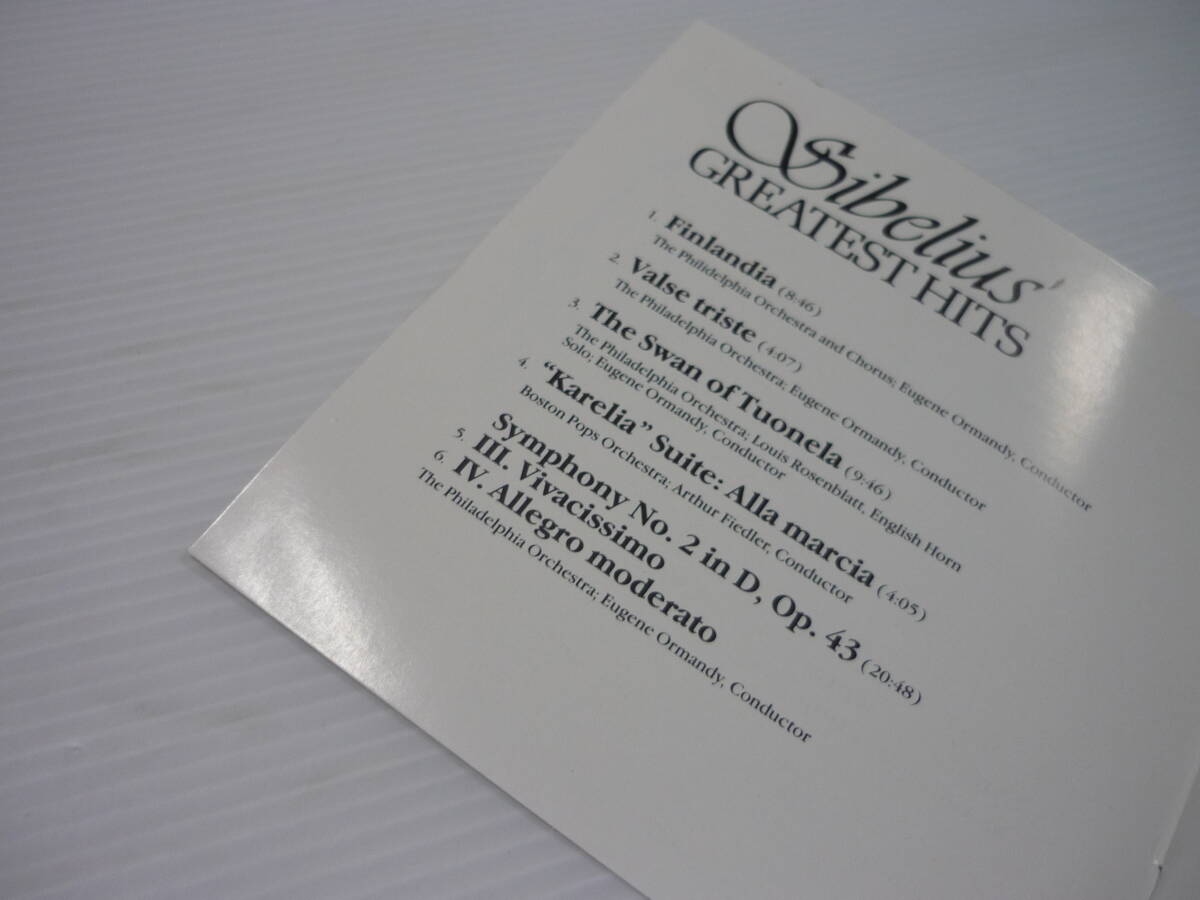 Sibelius'
GREATEST HITS
1. Finlandia (8:46)
The Philidelphia Orchestra and Chorus; Eugene Ormandy, Conductor
2. Valse triste (4:07)
The Philadelphia Orchestra; Eugene Ormandy, Conductor
3. The Swan of Tuonela (9:46)
The Philadelphia Orchestra; Louis Rosenblatt, English Horn
Solo; Eugene Ormandy, Conductor
4. "Karelia" Suite: Alla marcia (4:05)
Boston Pops Orchestra; Arthur Fiedler, Conductor
Symphony No. 2 in D, Op. 43 (20:48)
5. III. Vivacissimo
6. IV. Allegro moderato
The Philadelphia Orchestra; Eugene Ormandy, Conductor